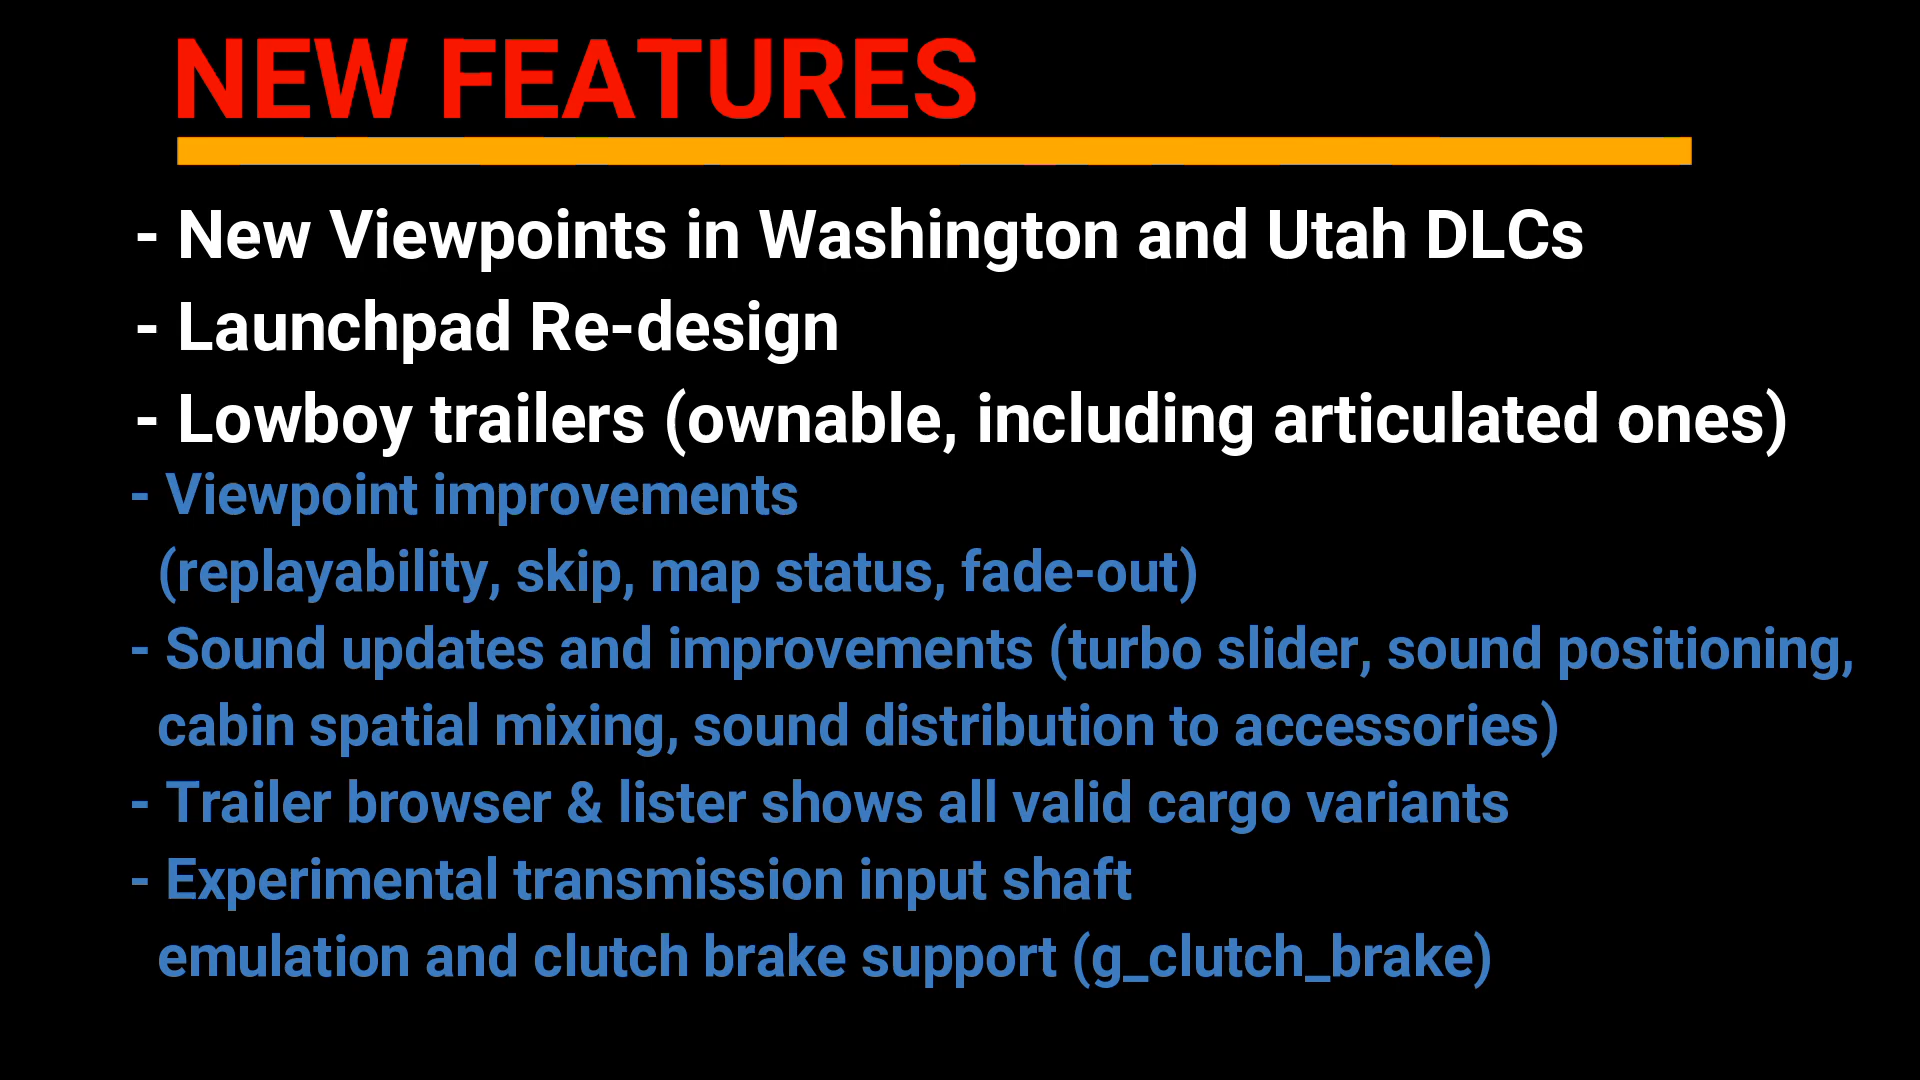 NEW FEATURES
- New Viewpoints in Washington and Utah DLCs
- Launchpad Re-design
- Lowboy trailers (ownable, including articulated ones)
- Viewpoint improvements
(replayability, skip, map status, fade-out)
- Sound updates and improvements (turbo slider, sound positioning,
cabin spatial mixing, sound distribution to accessories)
- Trailer browser & lister shows all valid cargo variants
- Experimental transmission input shaft
emulation and clutch brake support (g_clutch_brake)